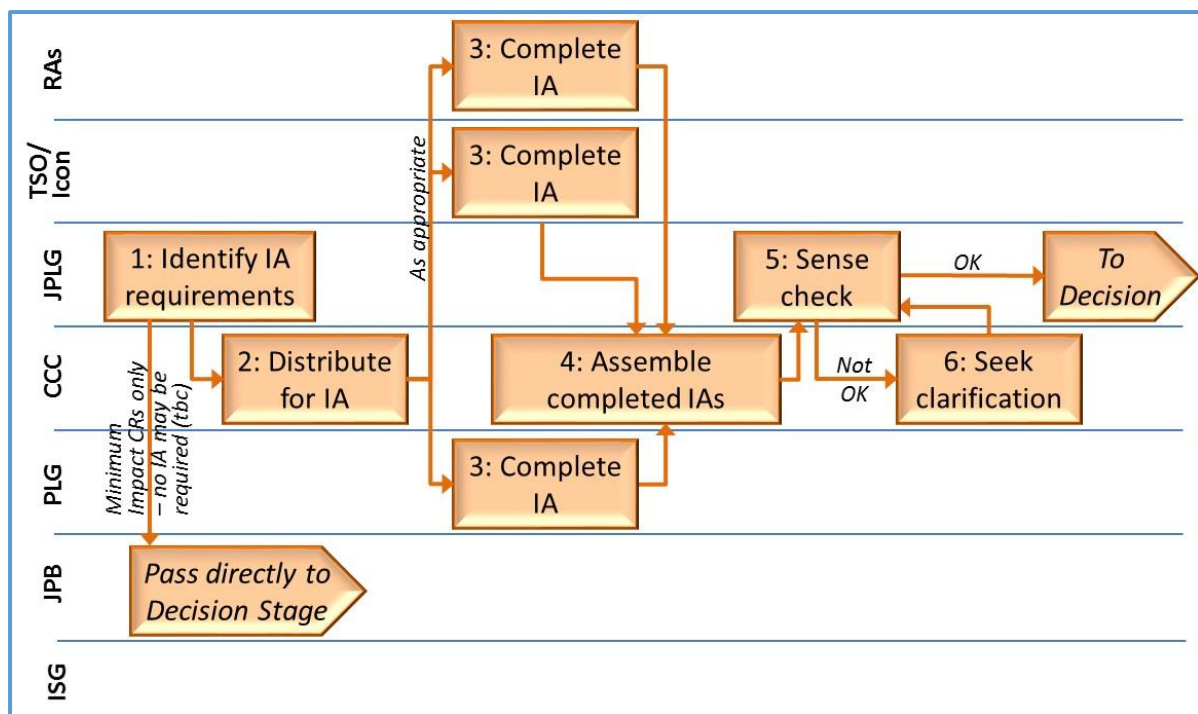 RAs
3: Complete
IA
TSO/
Icon
3: Complete
IA
As appropriate
JPLG
1: Identify IA
requirements
5: Sense
check
OK
To
Decision
CCC
2: Distribute
for IA
4: Assemble
completed IAs
Not
OK
6: Seek
clarification
Minimum
Impact CRs only
– no IA may be
required (tbc)
PLG
3: Complete
IA
JPB
Pass directly to
Decision Stage
ISG